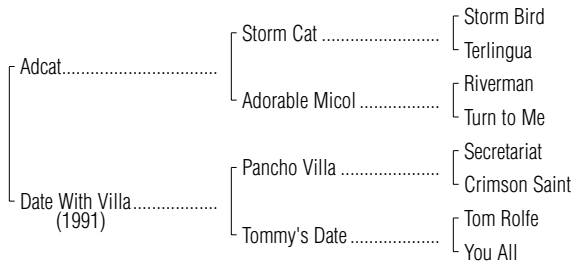 Storm Bird
Storm Cat ........................
Terlingua
Adcat................................
Riverman
Adorable Micol .................
Turn to Me
Secretariat
Pancho Villa ....................
Crimson Saint
Date With Villa.................
(1991)
Tom Rolfe
Tommy's Date ..................
You All